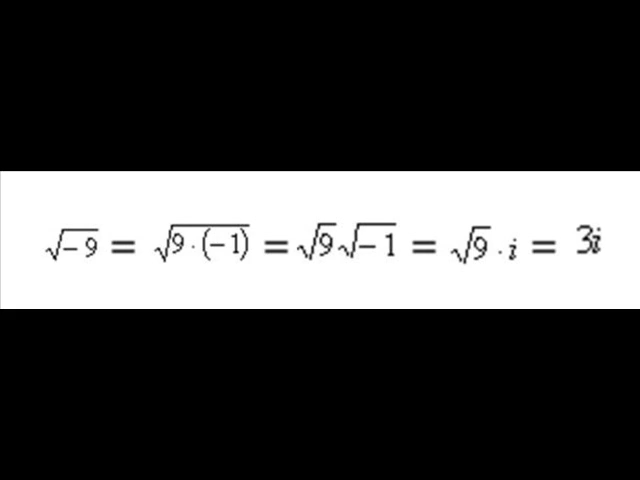 √-9 = √9·(-1) = √9√-1 = √9·i = 3i